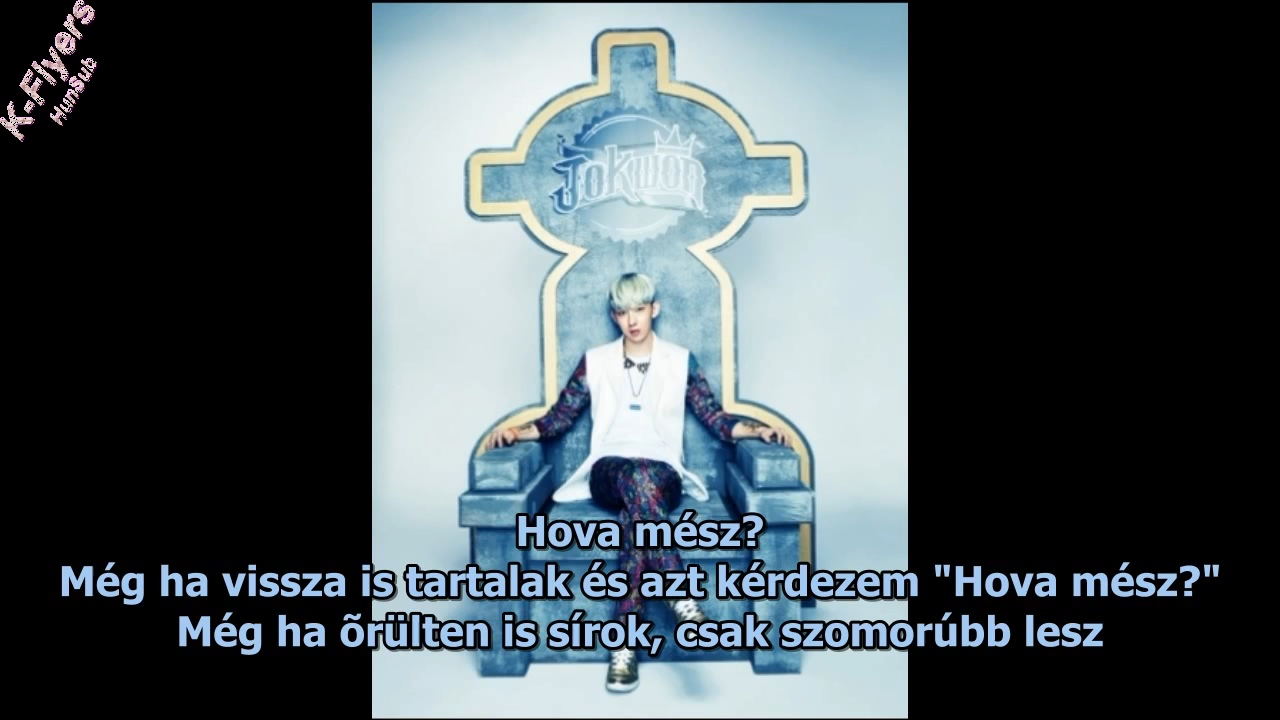 K-Flyers
HunSub
JoKwon
Hova mész?
Még ha vissza is tartalak és azt kérdezem "Hova mész?"
Még ha õrülten is sírok, csak szomorúbb lesz